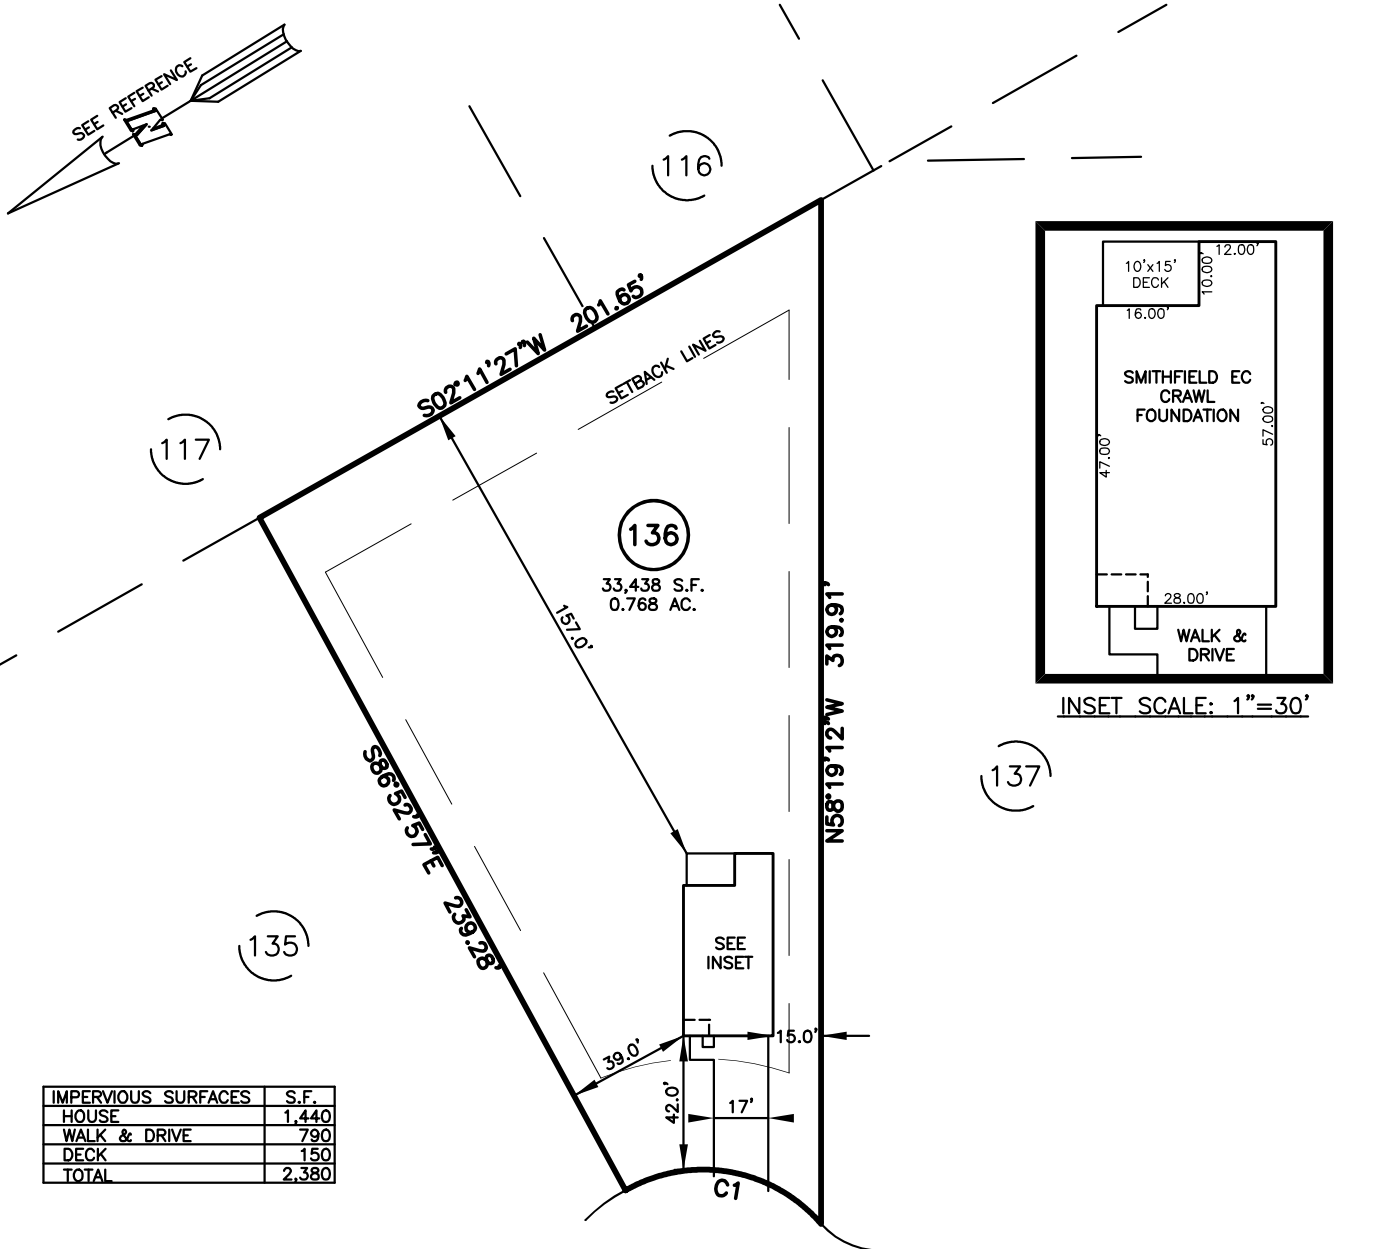 SEE REFERENCE
N
116
S02°11'27"W 201.65'
SETBACK LINES
117
136
33,438 S.F.
0.768 AC.
157.0'
N58°19'12"W 319.91'
S86°52'57"E 239.28'
135
137
SEE
INSET
39.0'
15.0'
42.0'
17'
C1
12.00'
10'x15'
DECK
10.00'
16.00'
SMITHFIELD EC
CRAWL
FOUNDATION
47.00'
57.00'
28.00'
WALK &
DRIVE
INSET SCALE: 1"=30'
IMPERVIOUS SURFACES S.F.
HOUSE 1,440
WALK & DRIVE 790
DECK 150
TOTAL 2,380